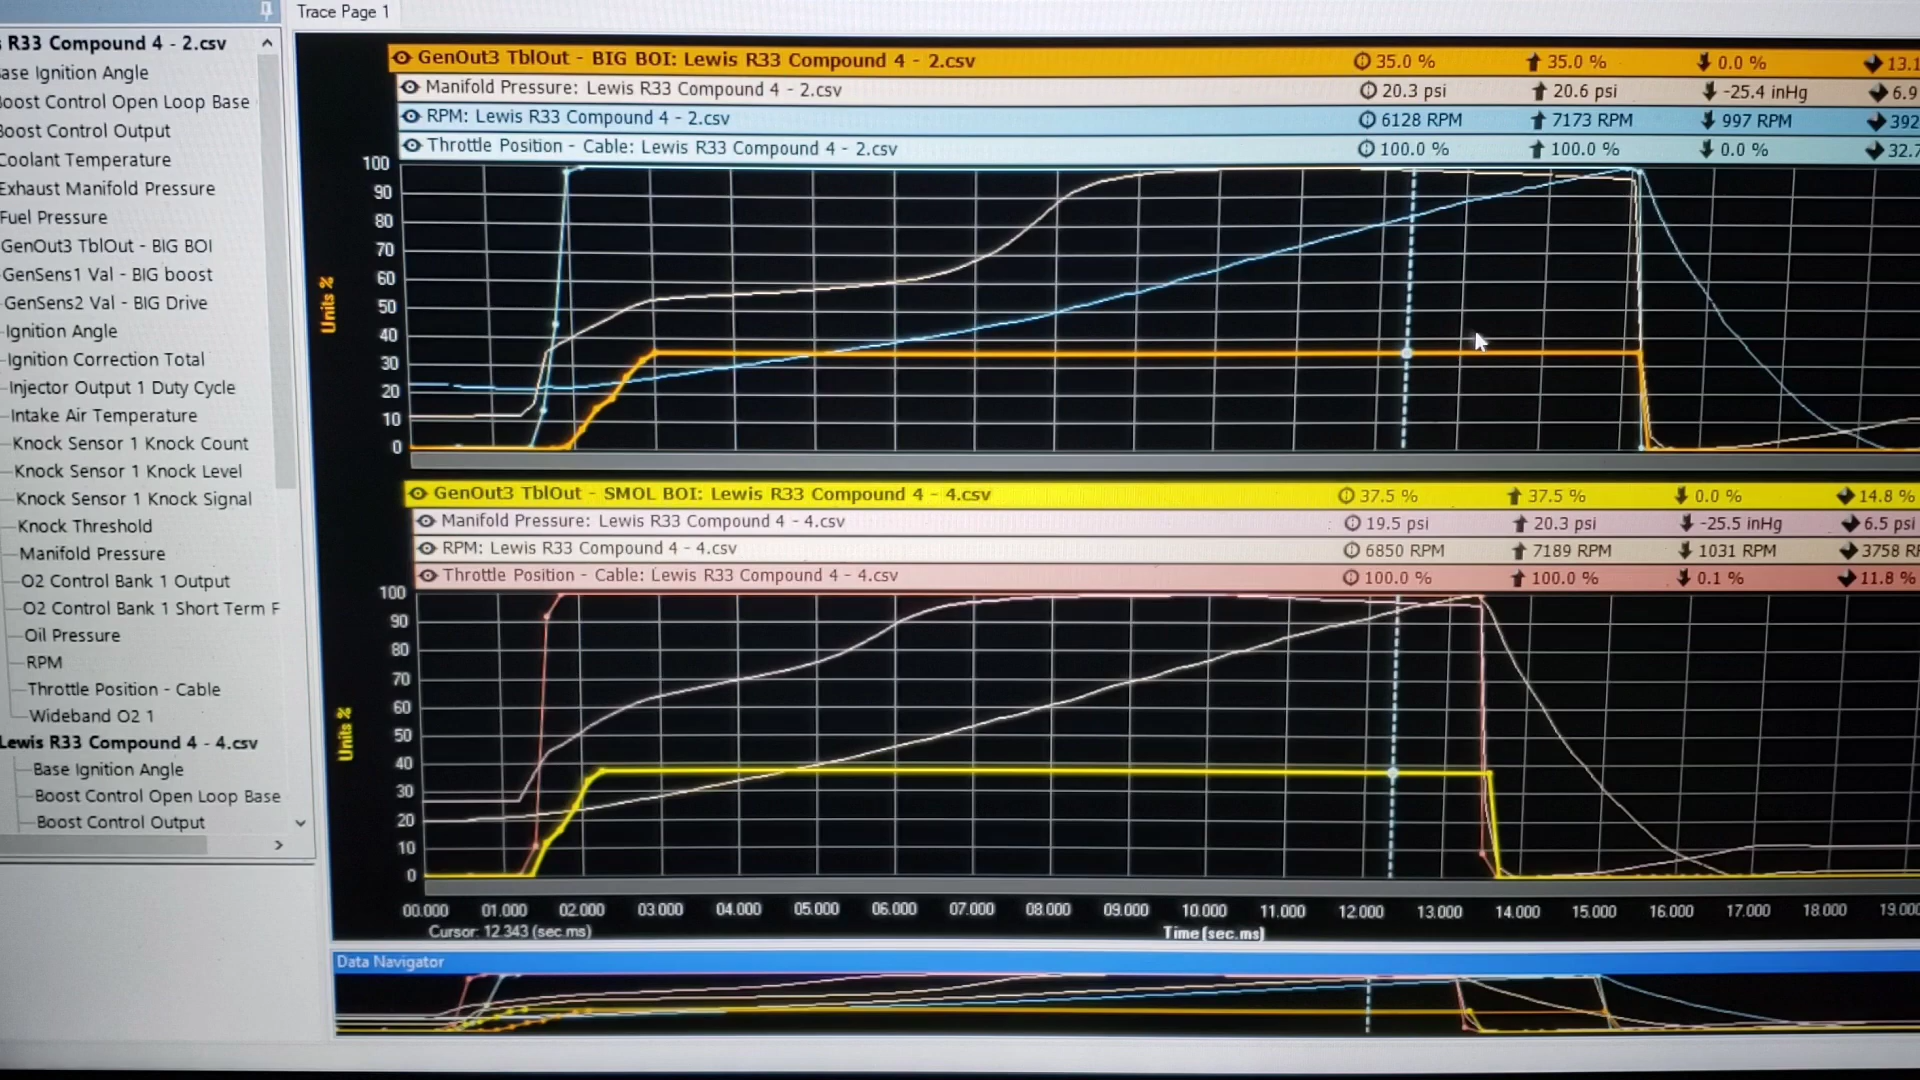 Trace Page 1
R33 Compound 4 - 2.csv
ase Ignition Angle
Boost Control Open Loop Base
Boost Control Output
Coolant Temperature
Exhaust Manifold Pressure
Fuel Pressure
GenOut3 TblOut - BIG BOI
GenSens1 Val - BIG boost
GenSens2 Val - BIG Drive
Ignition Angle
Ignition Correction Total
Injector Output 1 Duty Cycle
Intake Air Temperature
Knock Sensor 1 Knock Count
Knock Sensor 1 Knock Level
Knock Sensor 1 Knock Signal
Knock Threshold
Manifold Pressure
O2 Control Bank 1 Output
O2 Control Bank 1 Short Term F
Oil Pressure
RPM
Throttle Position - Cable
Wideband O2 1
Lewis R33 Compound 4 - 4.csv
Base Ignition Angle
Boost Control Open Loop Base
Boost Control Output
GenOut3 TblOut - BIG BOI: Lewis R33 Compound 4 - 2.csv 35.0 % 35.0 % 0.0 % 13.1
Manifold Pressure: Lewis R33 Compound 4 - 2.csv 20.3 psi 20.6 psi -25.4 inHg 6.9
RPM: Lewis R33 Compound 4 - 2.csv 6128 RPM 7173 RPM 997 RPM 392
Throttle Position - Cable: Lewis R33 Compound 4 - 2.csv 100.0 % 100.0 % 0.0 % 32.7
100
90
80
70
60
50
40
30
20
10
0
Units %
GenOut3 TblOut - SMOL BOI: Lewis R33 Compound 4 - 4.csv 37.5 % 37.5 % 0.0 % 14.8 %
Manifold Pressure: Lewis R33 Compound 4 - 4.csv 19.5 psi 20.3 psi -25.5 inHg 6.5 psi
RPM: Lewis R33 Compound 4 - 4.csv 6850 RPM 7189 RPM 1031 RPM 3758 R
Throttle Position - Cable: Lewis R33 Compound 4 - 4.csv 100.0 % 100.0 % 0.1 % 11.8 %
100
90
80
70
60
50
40
30
20
10
0
Units %
00.000 01.000 02.000 03.000 04.000 05.000 06.000 07.000 08.000 09.000 10.000 11.000 12.000 13.000 14.000 15.000 16.000 17.000 18.000 19.000
Cursor: 12.343 (sec.ms) Time(sec.ms)
Data Navigator